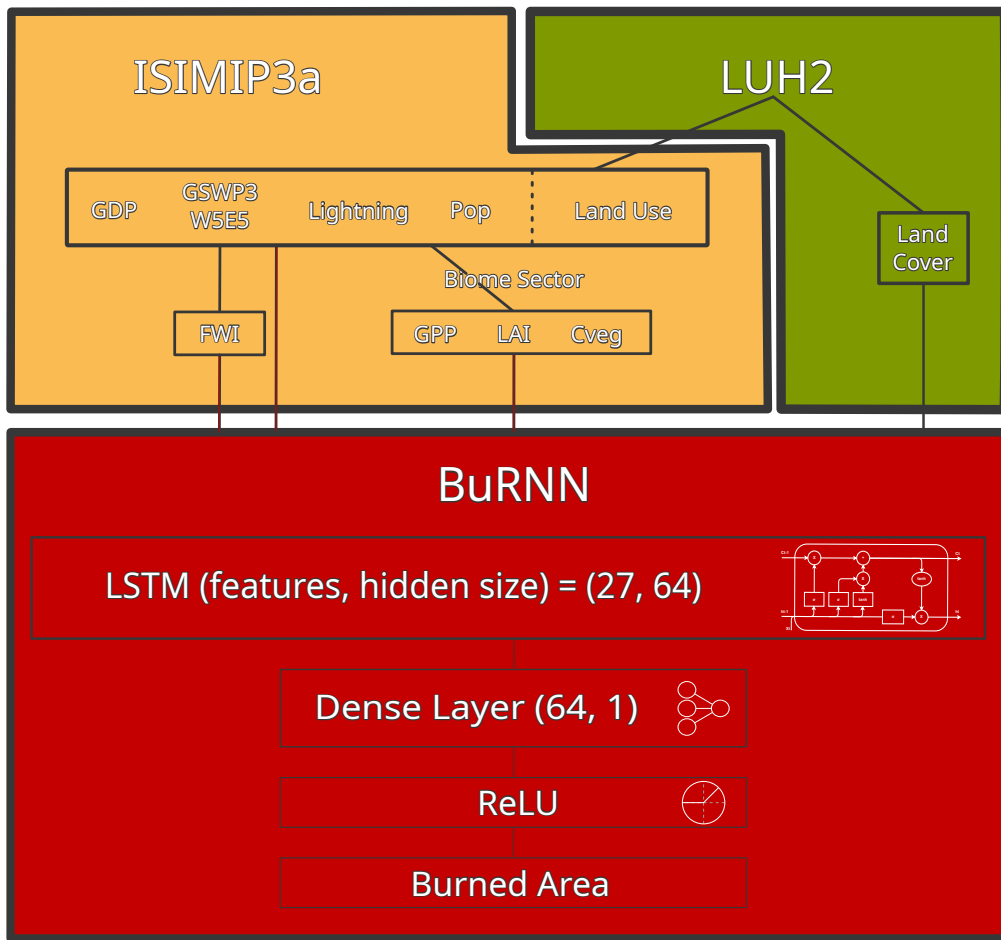 ISIMIP3a
LUH2
GDP
GSWP3
W5E5
Lightning
Pop
Land Use
Land
Cover
Biome Sector
FWI
GPP LAI Cveg
BuRNN
LSTM (features, hidden size) = (27, 64)
Dense Layer (64, 1)
ReLU
Burned Area